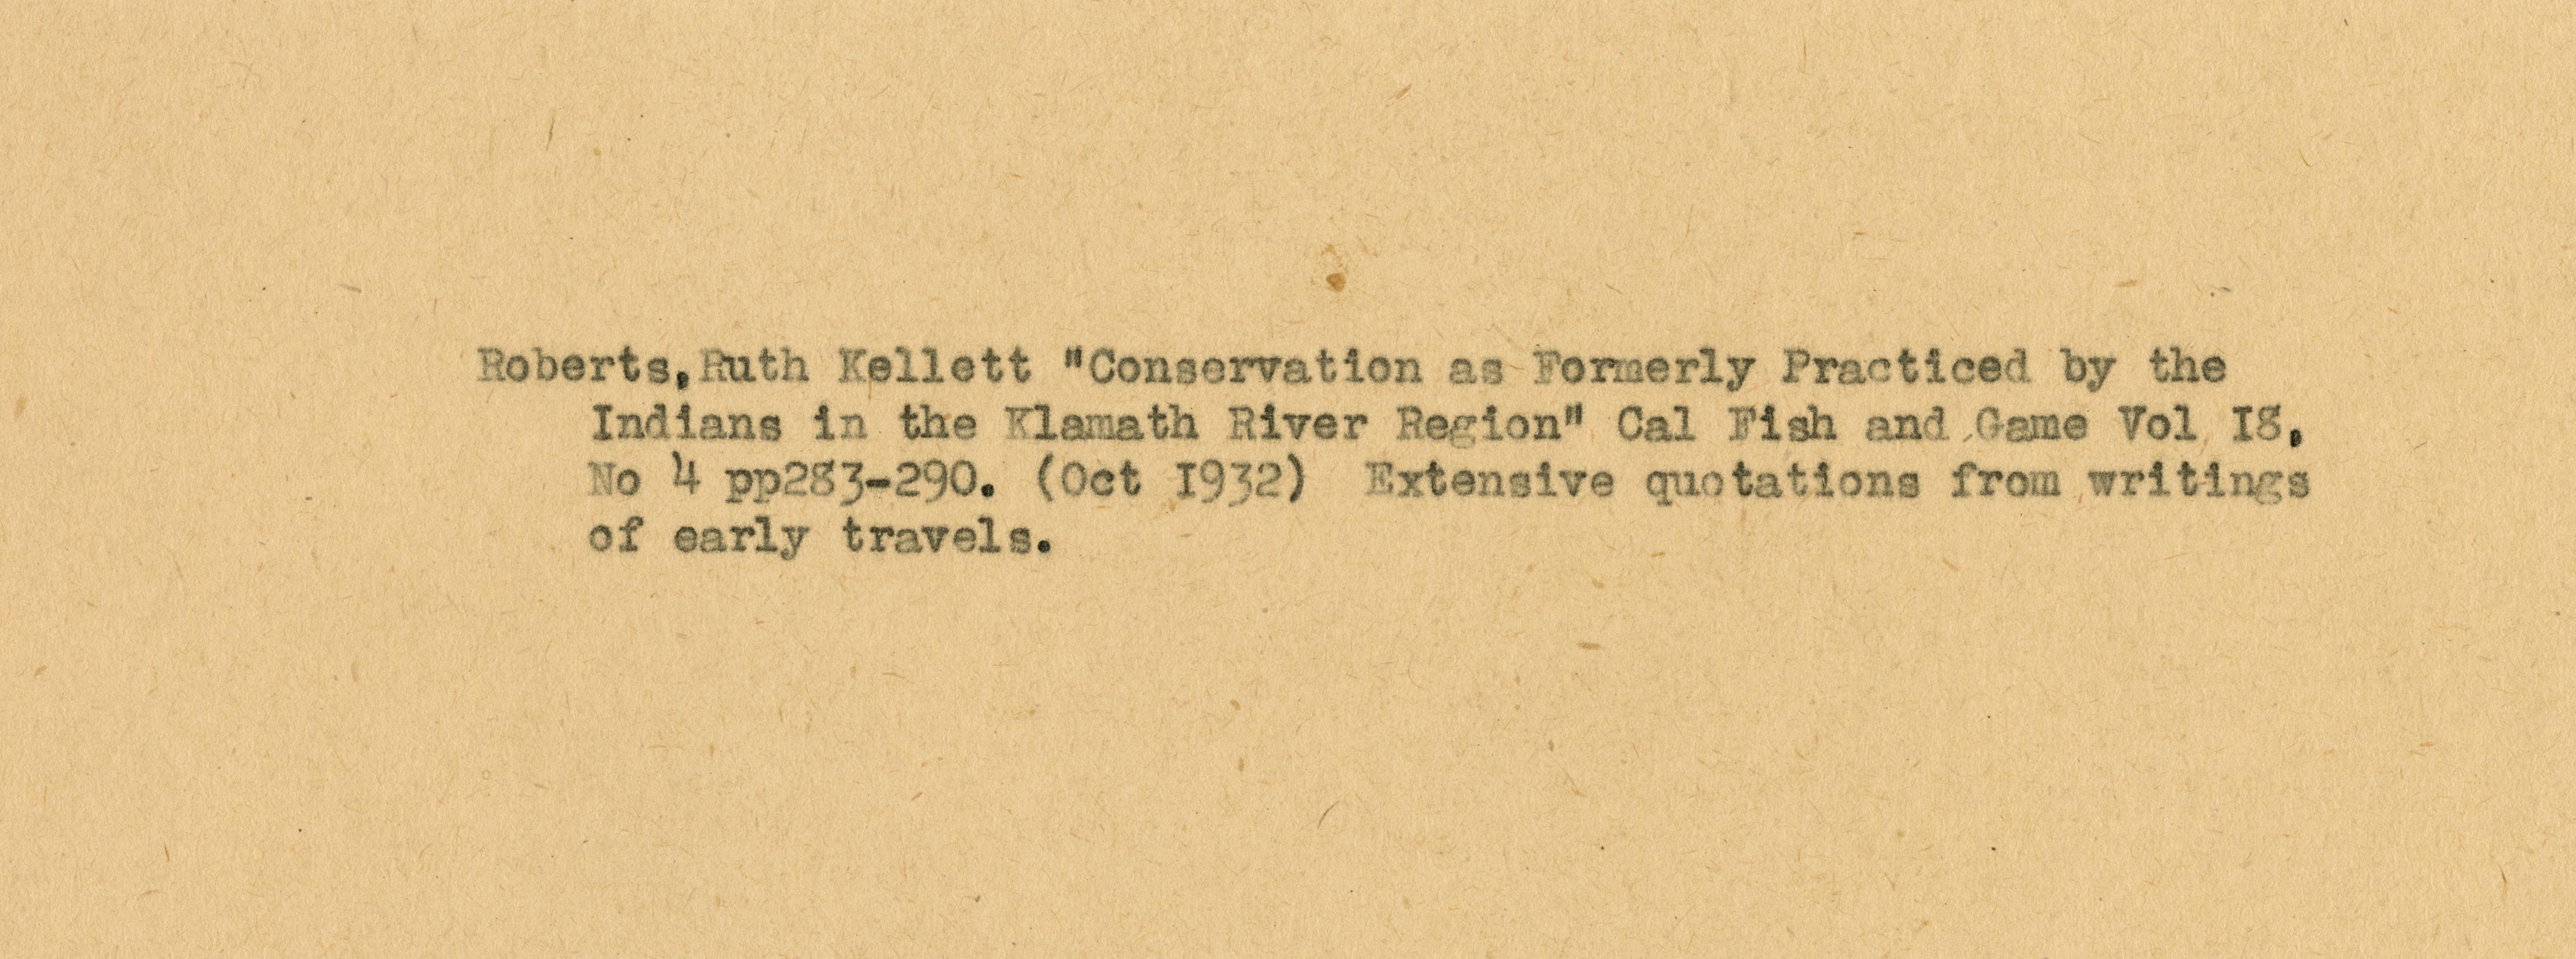 Roberts,Ruth Kellett "Conservation as Formerly Practiced by the
Indians in the Klamath River Region" Cal Fish and Game Vol I8,
No 4 pp283-290. (Oct I932) Extensive quotations from writings
of early travels.